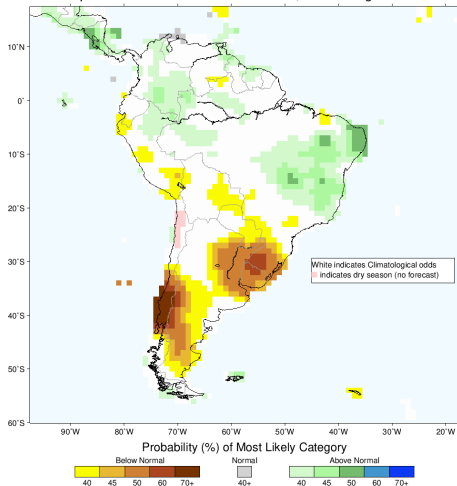 10˚N
0˚
10˚S
20˚S
30˚S
40˚S
50˚S
60˚S
White indicates Climatological odds
indicates dry season (no forecast)
90˚W 80˚W 70˚W 60˚W 50˚W 40˚W 30˚W 20˚W
Probability (%) of Most Likely Category
Below Normal Normal Above Normal
40 45 50 60 70+ 40+ 40 45 50 60 70+